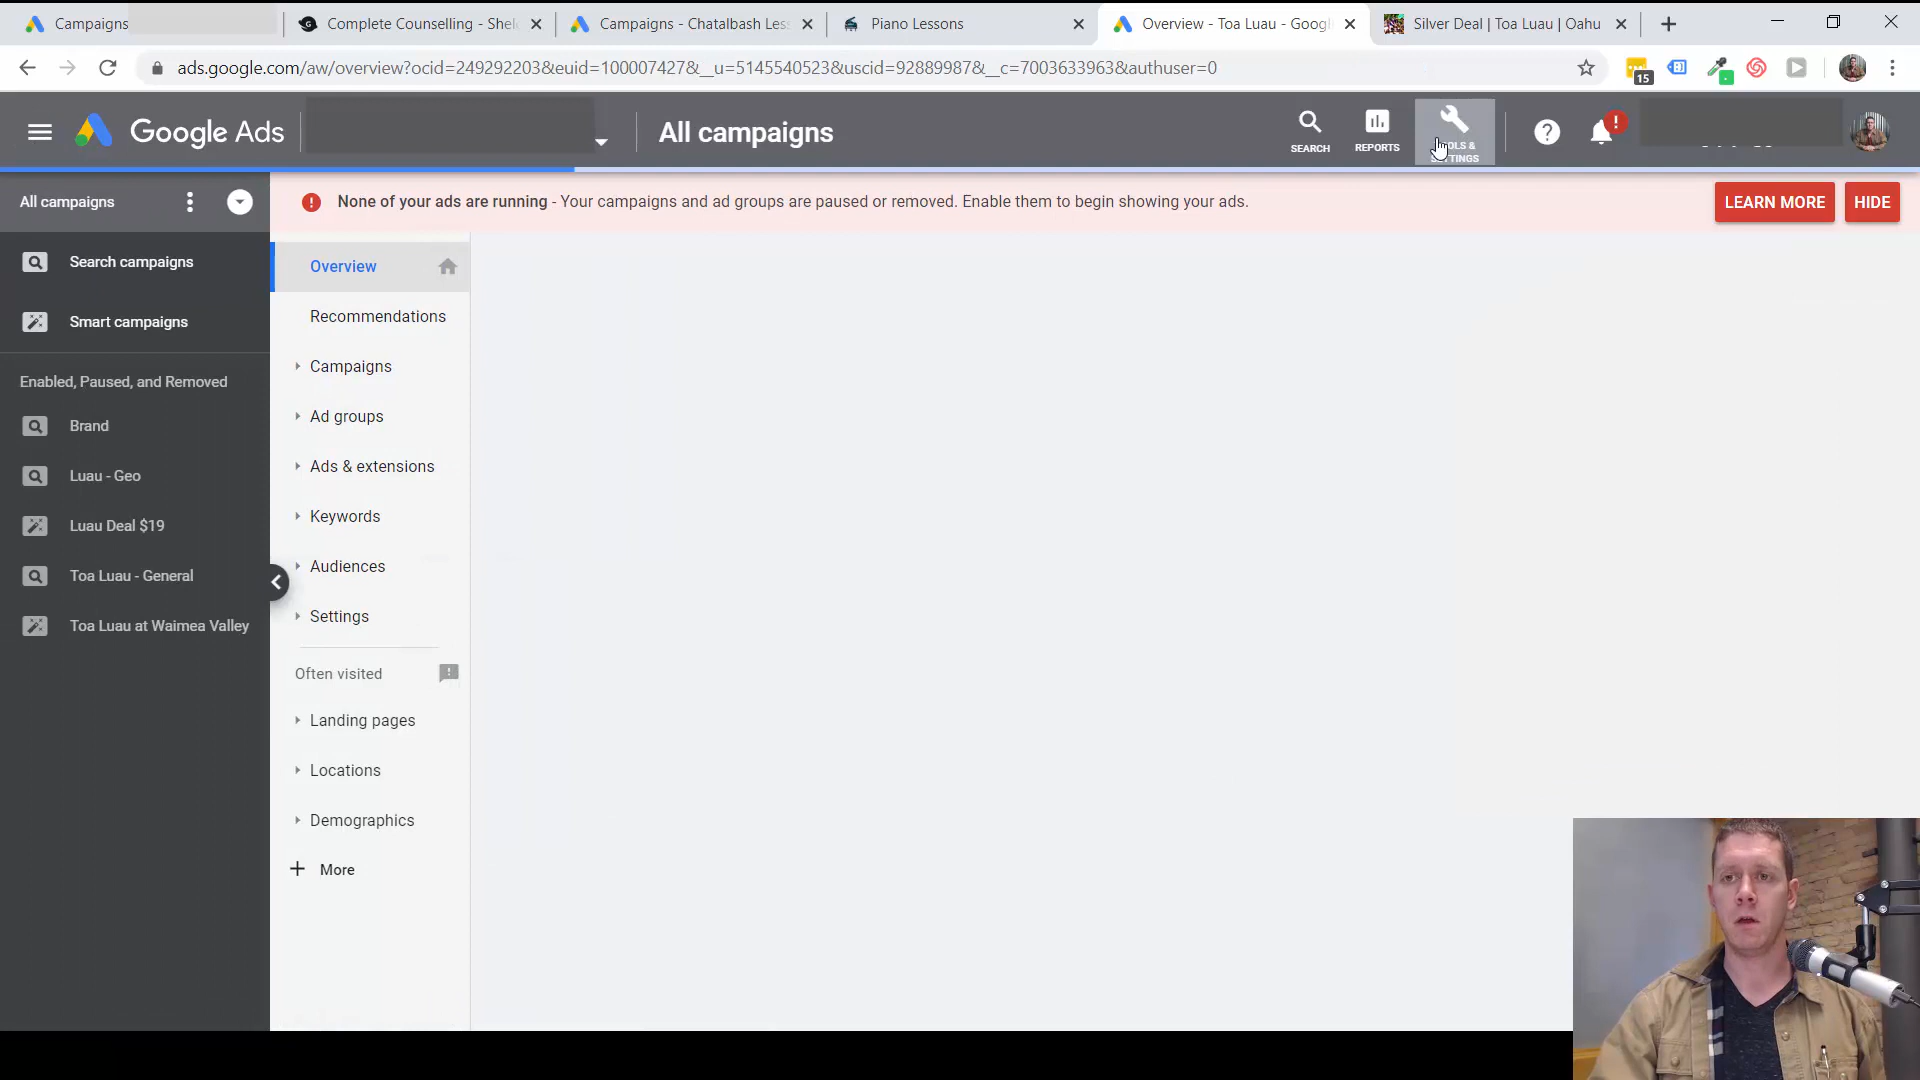 Campaigns
Complete Counselling - Shel
Campaigns - Chatalbash Les
Piano Lessons
Overview - Toa Luau - Googl
Silver Deal | Toa Luau | Oahu
ads.google.com/aw/overview?ocid=249292203&euid=100007427&__u=5145540523&uscid=92889987&__c=7003633963&authuser=0
15
Google Ads
All campaigns
SEARCH
REPORTS
All campaigns
None of your ads are running - Your campaigns and ad groups are paused or removed. Enable them to begin showing your ads.
LEARN MORE
HIDE
Search campaigns
Smart campaigns
Enabled, Paused, and Removed
Brand
Luau - Geo
Luau Deal $19
Toa Luau - General
Toa Luau at Waimea Valley
Overview
Recommendations
Campaigns
Ad groups
Ads & extensions
Keywords
Audiences
Settings
Often visited
Landing pages
Locations
Demographics
More